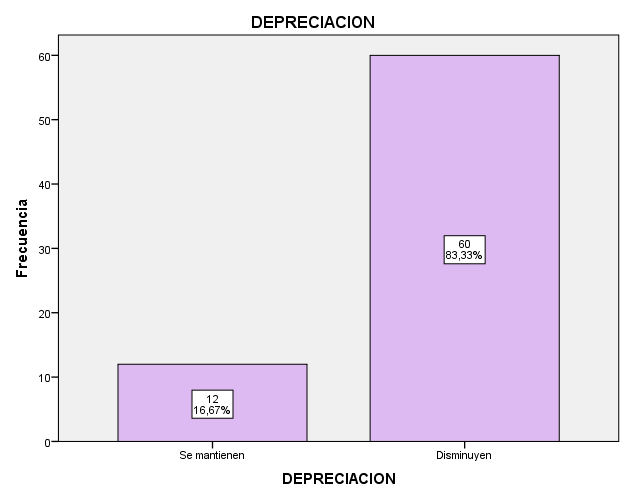 DEPRECIACION
Frecuencia
60
50
40
30
20
10
0
12
16,67%
60
83,33%
Se mantienen
Disminuyen
DEPRECIACION